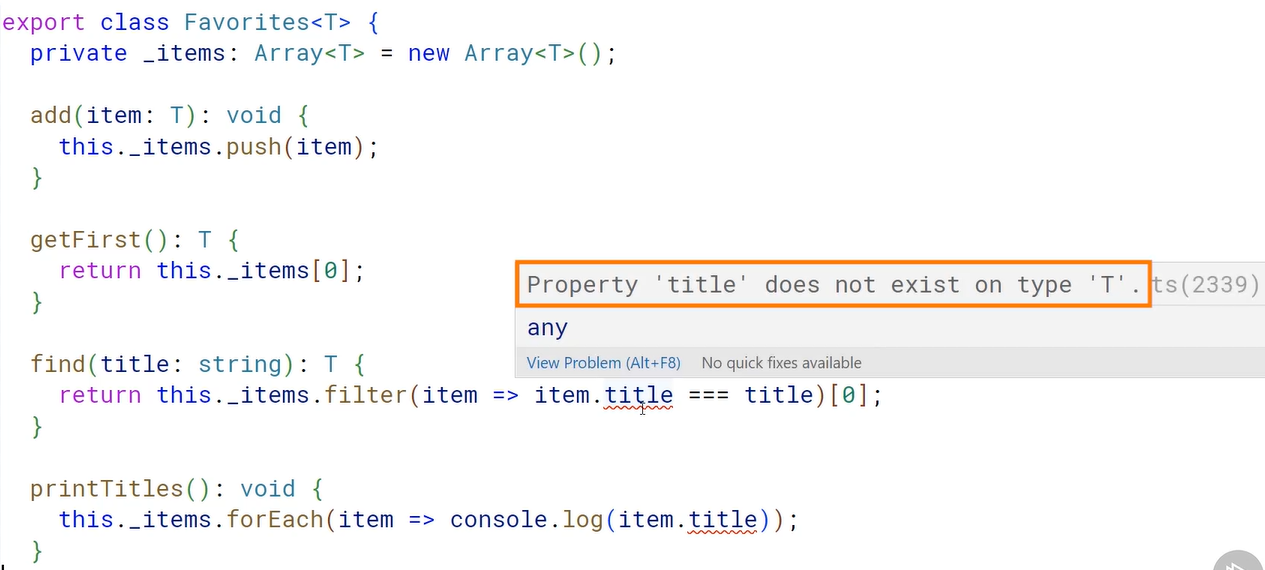 export class Favorites<T> {
  private _items: Array<T> = new Array<T>();

  add(item: T): void {
    this._items.push(item);
  }

  getFirst(): T {
    return this._items[0];
  }
Property 'title' does not exist on type 'T'. ts(2339)
any
View Problem (Alt+F8) No quick fixes available

  find(title: string): T {
    return this._items.filter(item => item.title === title)[0];
  }

  printTitles(): void {
    this._items.forEach(item => console.log(item.title));
  }